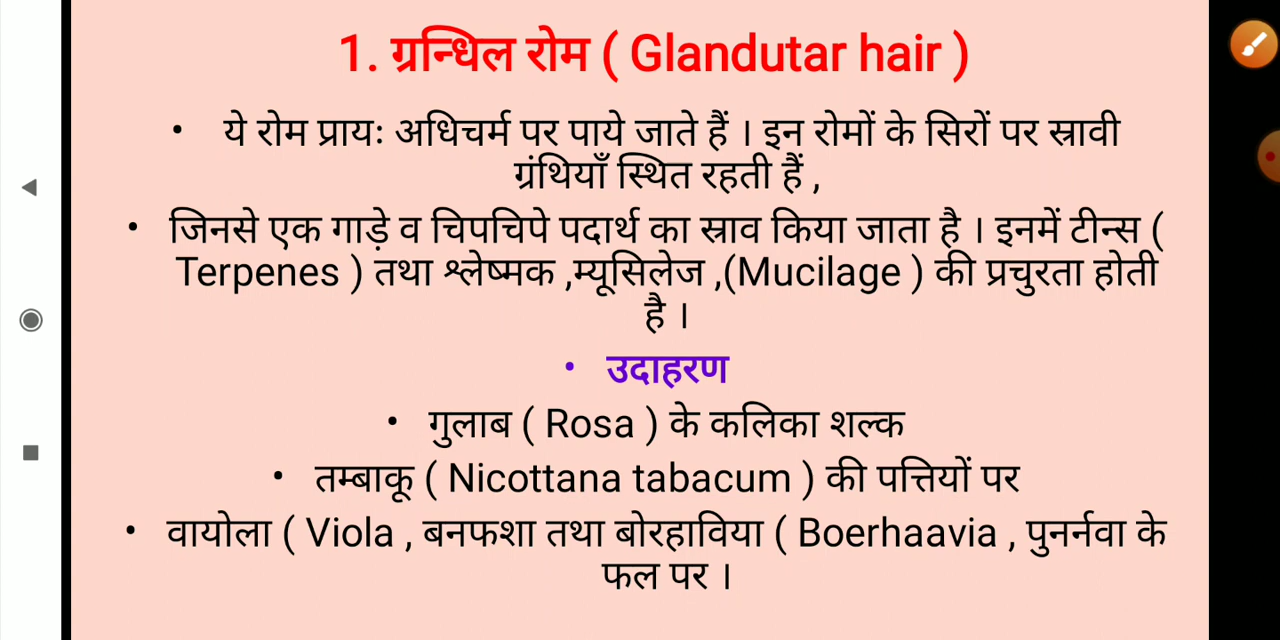 1. ग्रन्धिल रोम ( Glandutar hair )
• ये रोम प्रायः अधिचर्म पर पाये जाते हैं । इन रोमों के सिरों पर स्रावी
ग्रंथियाँ स्थित रहती हैं ,
• जिनसे एक गाड़े व चिपचिपे पदार्थ का स्राव किया जाता है । इनमें टीन्स (
Terpenes ) तथा श्लेष्मक ,म्यूसिलेज ,(Mucilage ) की प्रचुरता होती
है ।
• उदाहरण
• गुलाब ( Rosa ) के कलिका शल्क
• तम्बाकू ( Nicottana tabacum ) की पत्तियों पर
• वायोला ( Viola , बनफशा तथा बोरहाविया ( Boerhaavia , पुनर्नवा के
फल पर ।